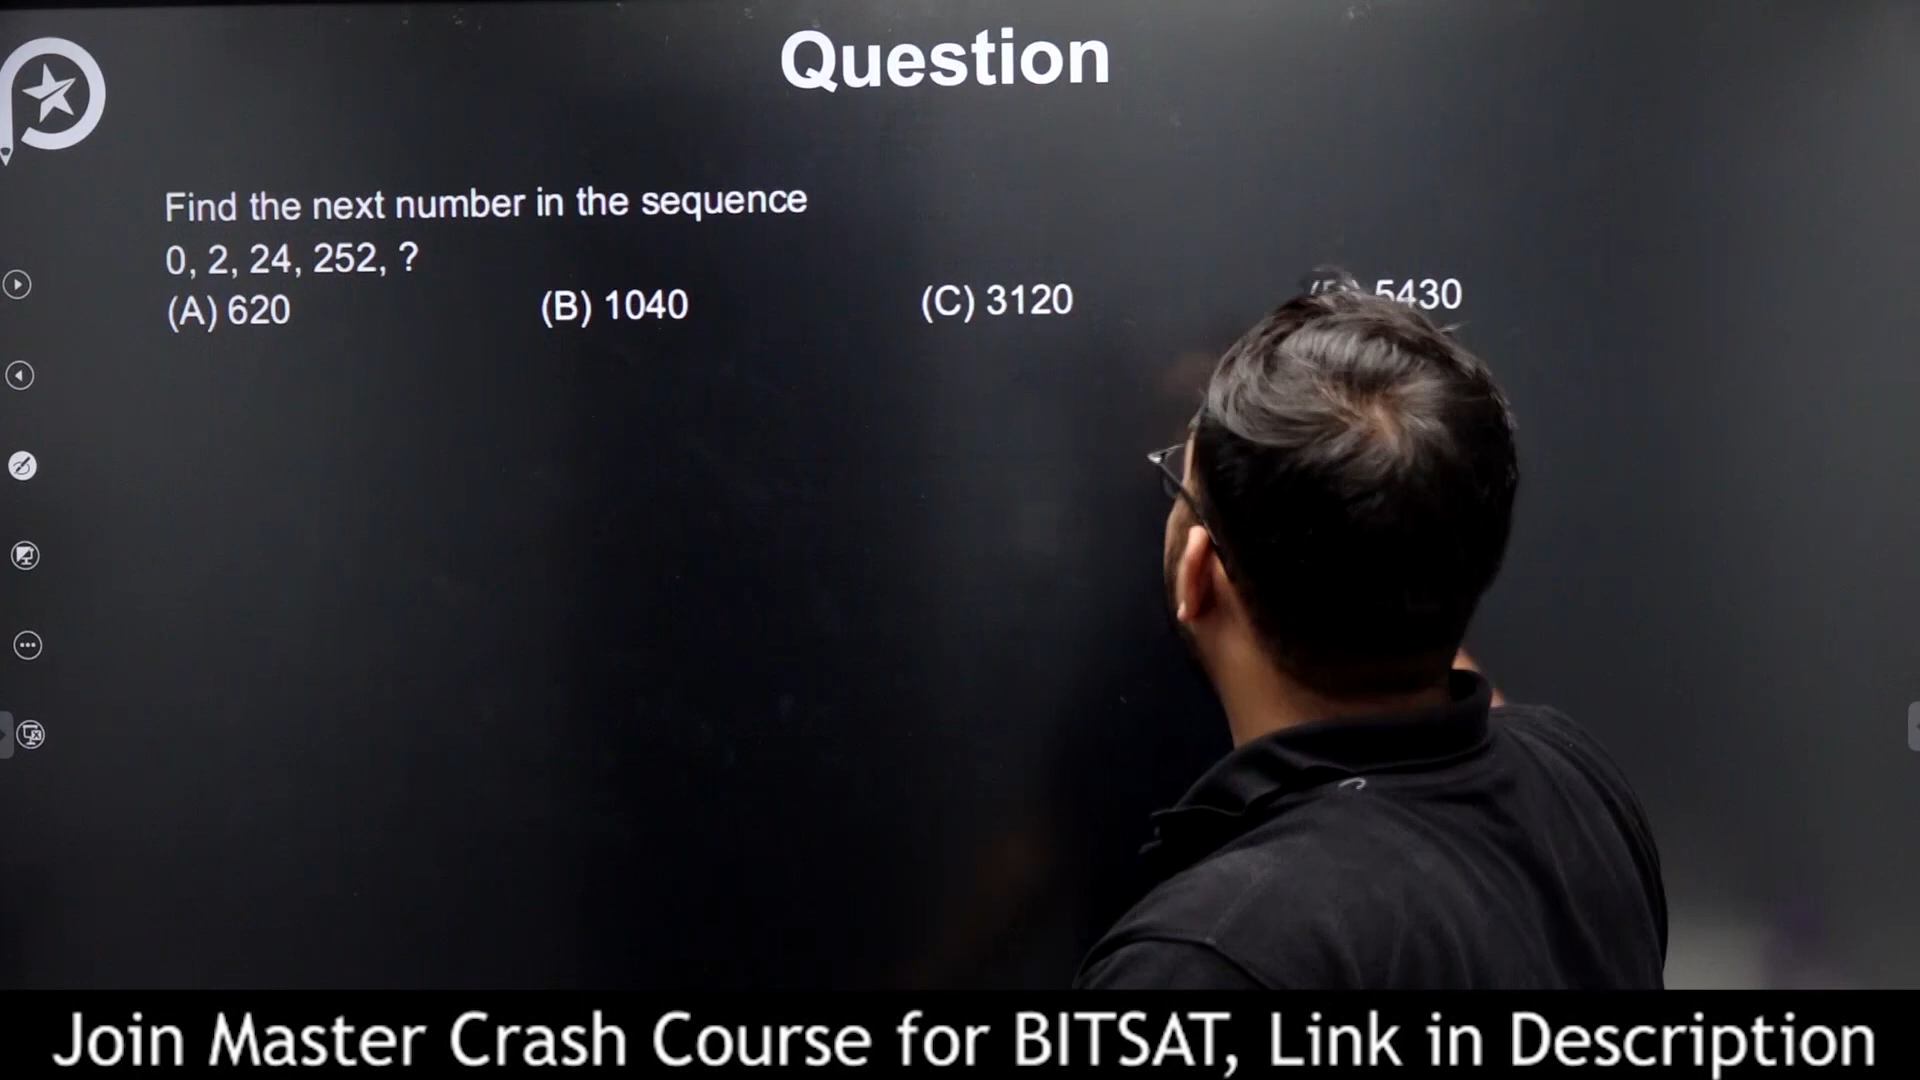 Question
Find the next number in the sequence
0, 2, 24, 252, ?
(A) 620 (B) 1040 (C) 3120 5430
Join Master Crash Course for BITSAT, Link in Description